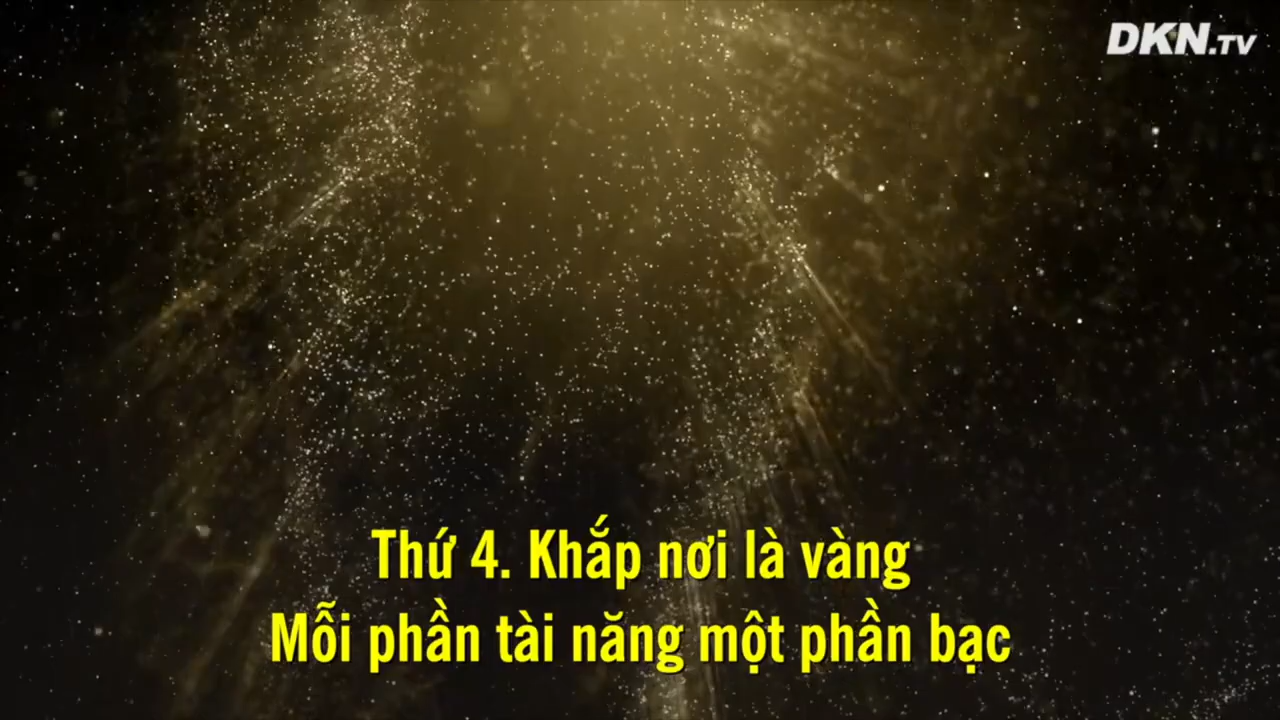 DKN.TV
Thứ 4. Khắp nơi là vàng
Mỗi phần tài năng một phần bạc